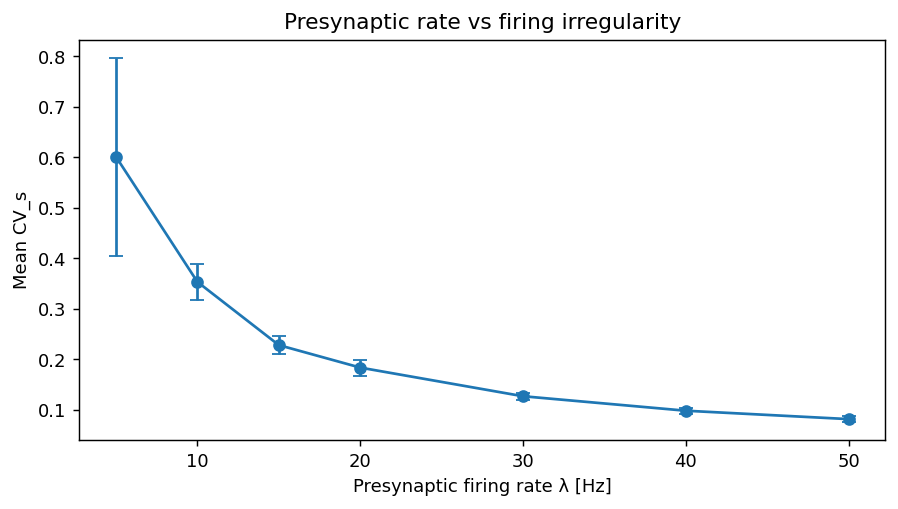 Presynaptic rate vs firing irregularity
Mean CV_s
0.8
0.7
0.6
0.5
0.4
0.3
0.2
0.1
10 20 30 40 50
Presynaptic firing rate λ [Hz]